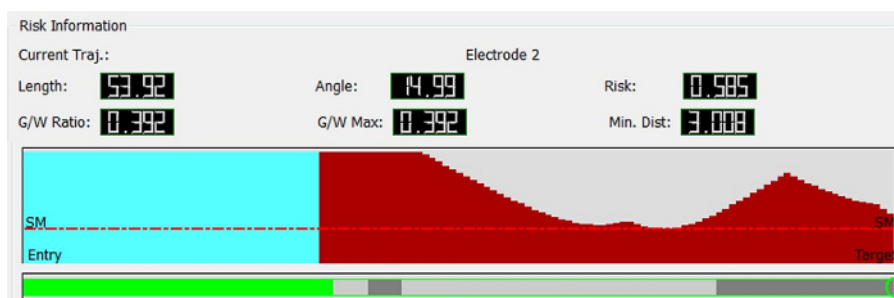 Risk Information
Current Traj.: Electrode 2
Length: 53.92 Angle: 14.99 Risk: 0.585
G/W Ratio: 0.392 G/W Max: 0.392 Min. Dist: 3.008
SM SM
Entry Target